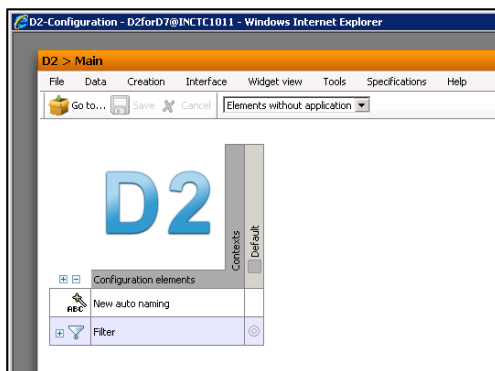 D2-Configuration - D2forD7@INCTC1011 - Windows Internet Explorer
D2 > Main
File Data Creation Interface Widget view Tools Specifications Help
Go to... Save Cancel Elements without application
D2
Contexts
Default
Configuration elements
ABC New auto naming
Filter